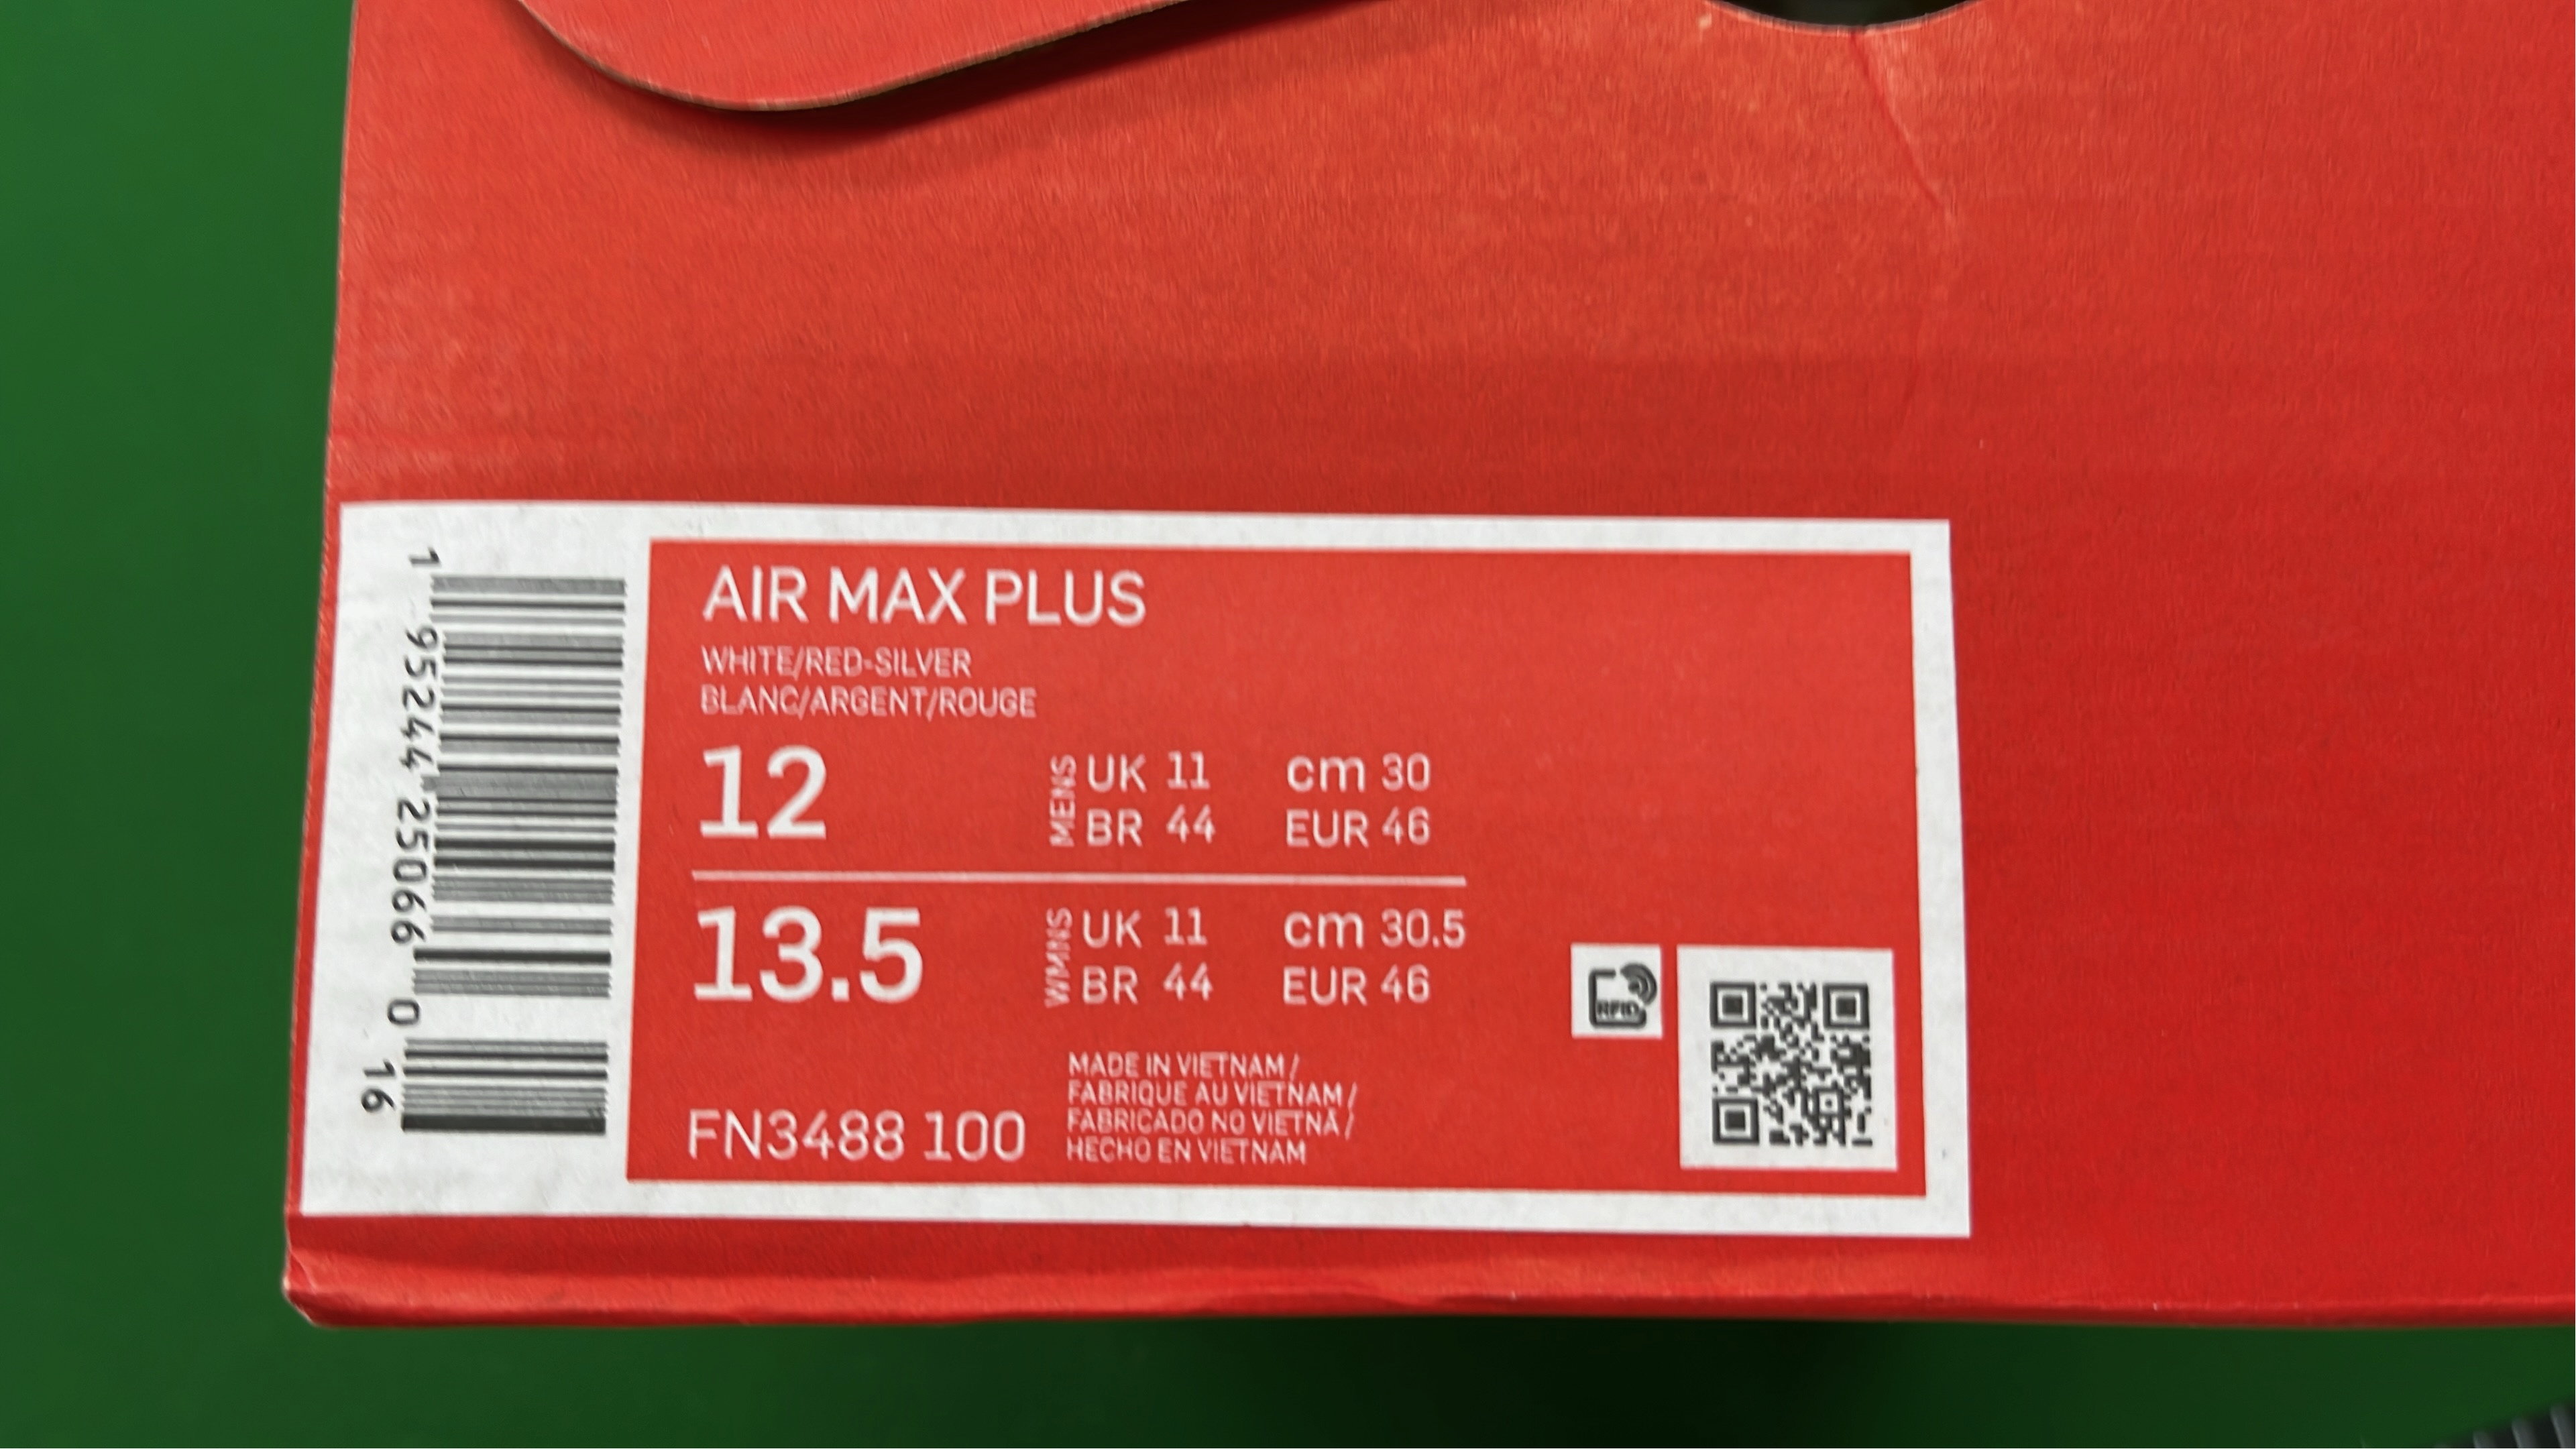 1 95244 25066 0 16
AIR MAX PLUS
WHITE/RED-SILVER
BLANC/ARGENT/ROUGE
12
MENS
UK 11 cm 30
BR 44 EUR 46
13.5
WMNS
UK 11 cm 30.5
BR 44 EUR 46
FN3488 100
MADE IN VIETNAM /
FABRIQUE AU VIETNAM /
FABRICADO NO VIETNÃ /
HECHO EN VIETNAM
RFID